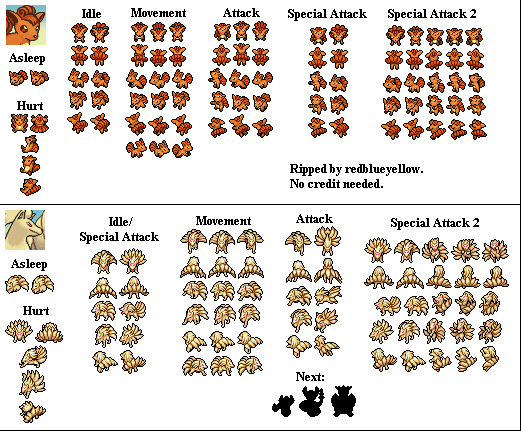 Idle
Movement
Attack
Special Attack
Special Attack 2
Asleep
Hurt
Ripped by redblueyellow.
No credit needed.
Idle/
Special Attack
Movement
Attack
Special Attack 2
Asleep
Hurt
Next: